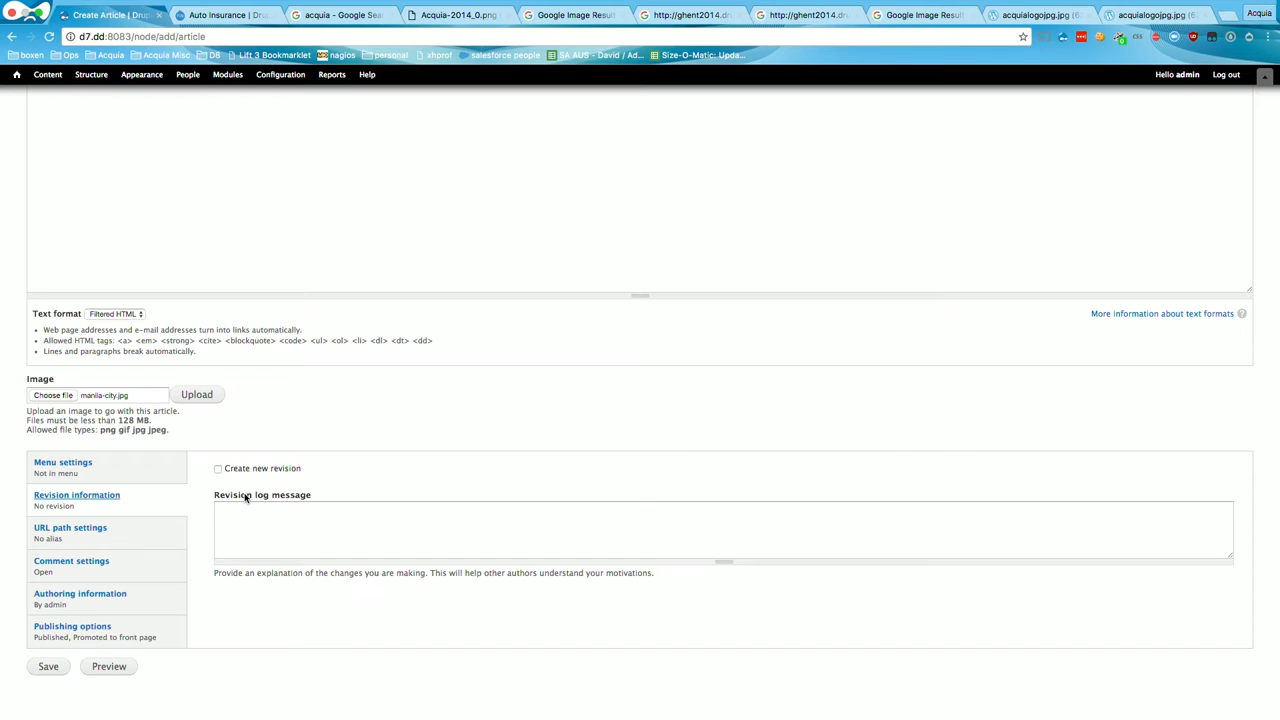 Create Article | Drup
Auto Insurance | Drup
acquia - Google Sear
Acquia-2014_0.png
Google Image Result
http://ghent2014.dru
http://ghent2014.dru
Google Image Result
acquialogojpg.jpg (6
acquialogojpg.jpg (62
Acquia
d7.dd:8083/node/add/article
boxen
Ops
Acquia
Acquia Misc
D8
Lift 3 Bookmarklet
nagios
personal
xhprof
salesforce people
SA AUS - David / Ad...
Size-O-Matic: Upda...
Content
Structure
Appearance
People
Modules
Configuration
Reports
Help
Hello admin
Log out
Text format
Filtered HTML
More information about text formats
Web page addresses and e-mail addresses turn into links automatically.
Allowed HTML tags: <a> <em> <strong> <cite> <blockquote> <code> <ul> <ol> <li> <dl> <dt> <dd>
Lines and paragraphs break automatically.
Image
Choose file manila-city.jpg
Upload
Upload an image to go with this article.
Files must be less than 128 MB.
Allowed file types: png gif jpg jpeg.
Menu settings
Not in menu
Create new revision
Revision information
No revision
Revision log message
URL path settings
No alias
Comment settings
Open
Provide an explanation of the changes you are making. This will help other authors understand your motivations.
Authoring information
By admin
Publishing options
Published, Promoted to front page
Save
Preview